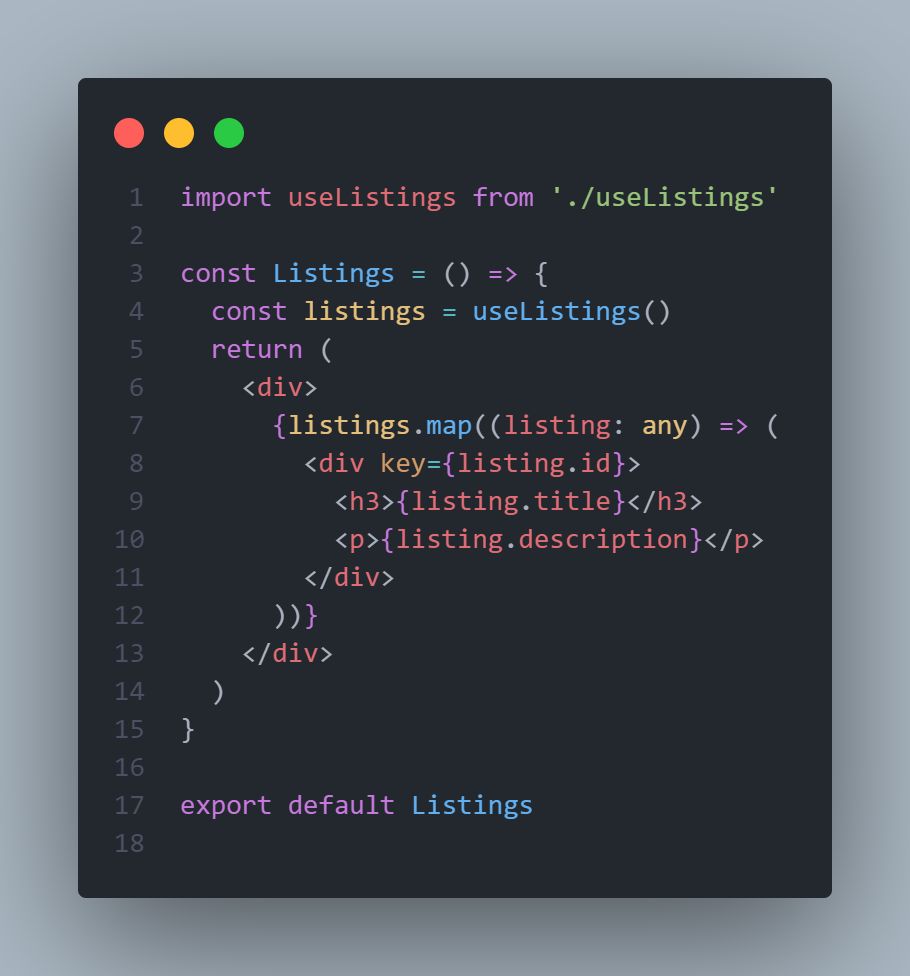 1 import useListings from './useListings'
2
3 const Listings = () => {
4   const listings = useListings()
5   return (
6     <div>
7       {listings.map((listing: any) => (
8         <div key={listing.id}>
9           <h3>{listing.title}</h3>
10           <p>{listing.description}</p>
11         </div>
12       ))}
13     </div>
14   )
15 }
16
17 export default Listings
18